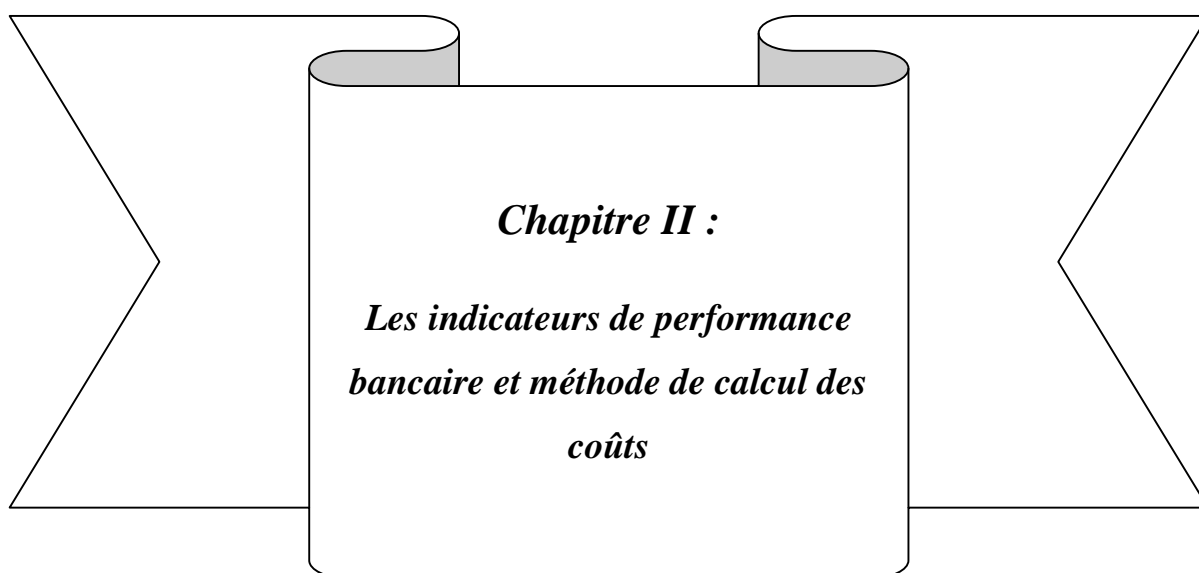 Chapitre II :
Les indicateurs de performance
bancaire et méthode de calcul des
coûts